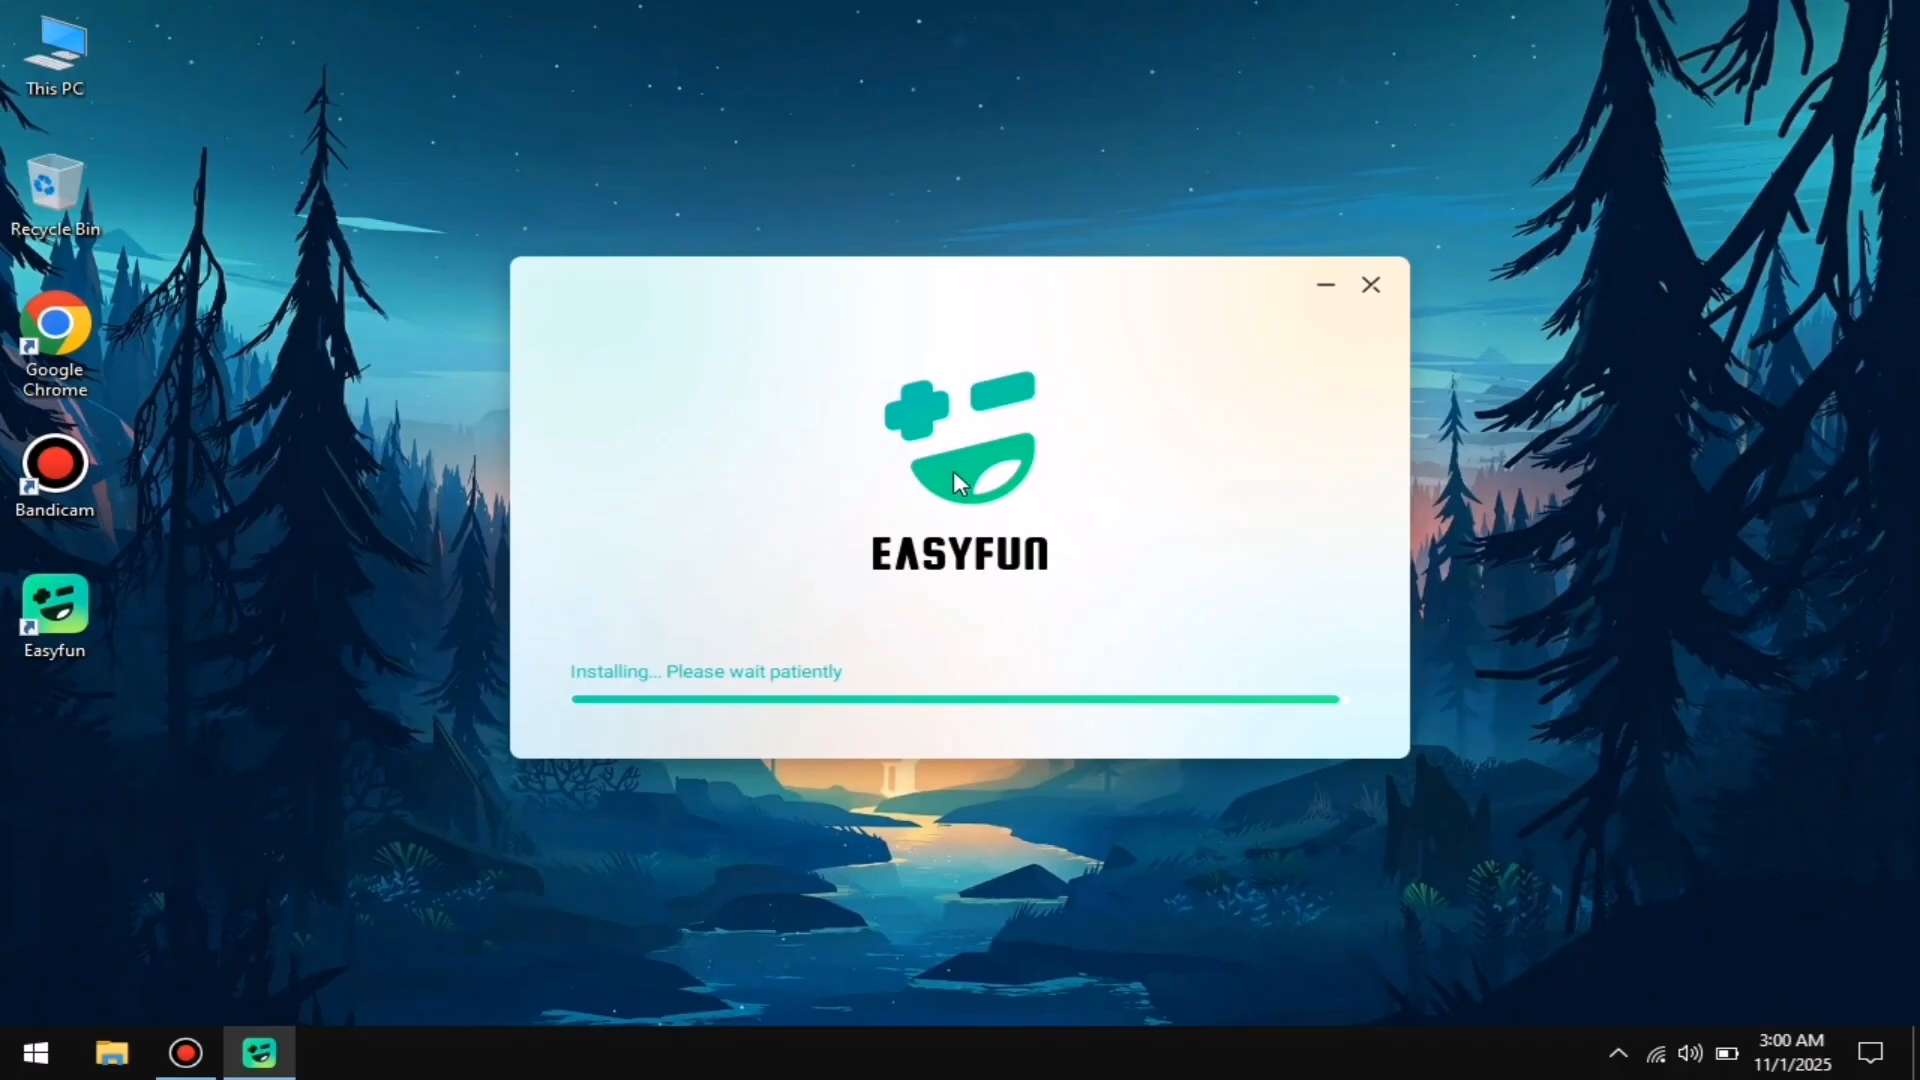 This PC
Recycle Bin
Google
Chrome
Bandicam
Easyfun
EASYFUN
Installing... Please wait patiently
3:00 AM
11/1/2025